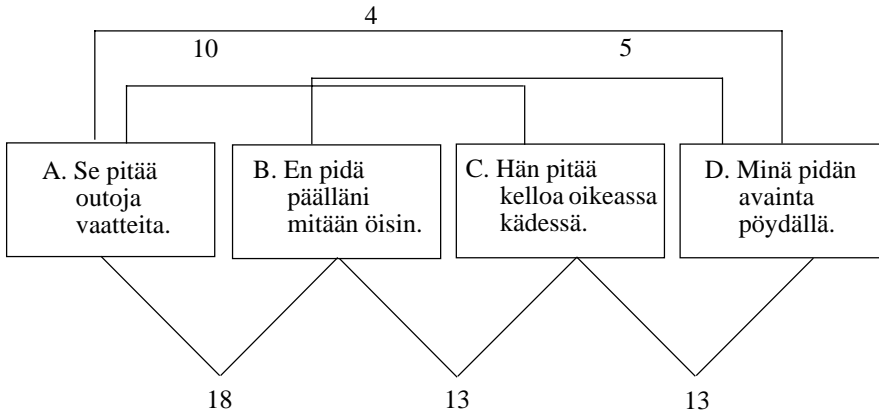 4
10
5
A. Se pitää
outoja
vaatteita.
B. En pidä
päälläni
mitään öisin.
C. Hän pitää
kelloa oikeassa
kädessä.
D. Minä pidän
avainta
pöydällä.
18
13
13